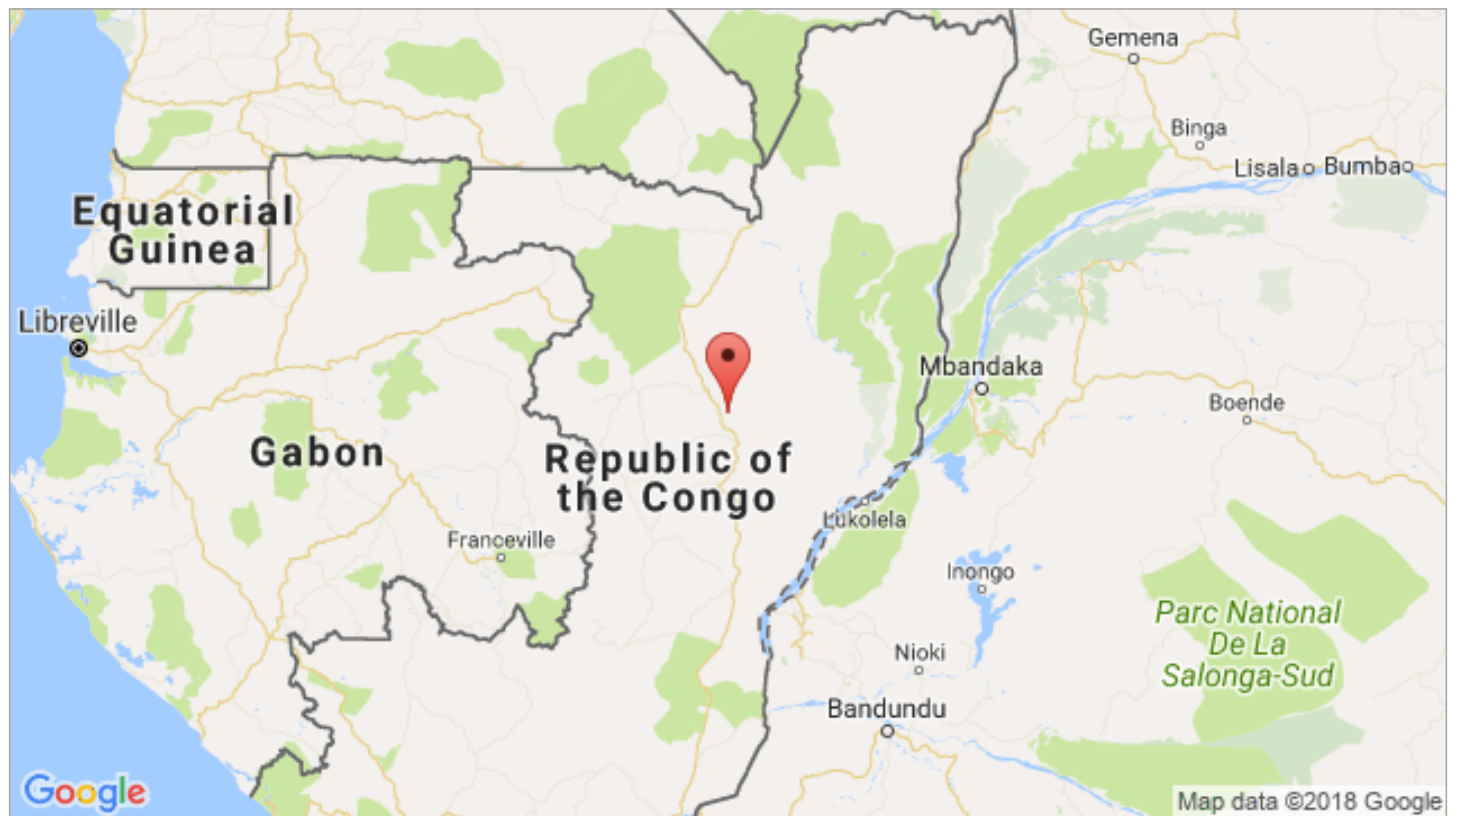 Gemena
Binga
Lisala
Bumba
Equatorial
Guinea
Libreville
Mbandaka
Boende
Gabon
Republic of
the Congo
Lukolela
Franceville
Inongo
Parc National
De La
Salonga-Sud
Nioki
Bandundu
Google
Map data ©2018 Google